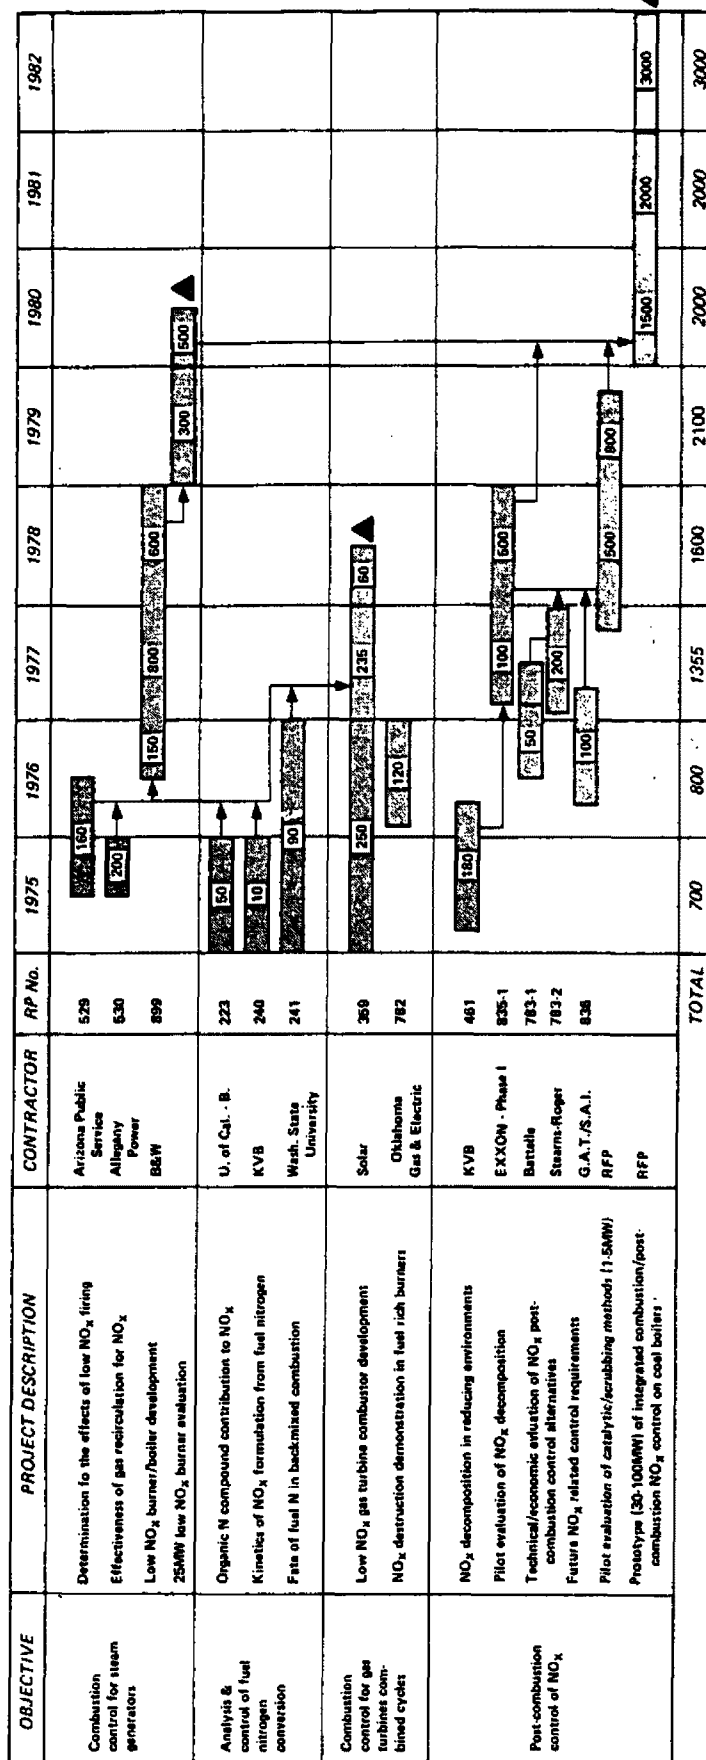 OBJECTIVE PROJECT DESCRIPTION CONTRACTOR RP No. 1975 1976 1977 1978 1979 1980 1981 1982
Combustion
control for steam
generators
Determination fo the effects of low NOx firing
Arizona Public
Service
529
160
Effectiveness of gas recirculation for NOx
Allegany
Power
530
200
Low NOx burner/boiler development
B&W
899
150 800 600
25MW low NOx burner evaluation
300 500
Analysis &
control of fuel
nitrogen
conversion
Organic N compound contribution to NOx
U. of Cal. - B.
223
50
Kinetics of NOx formulation from fuel nitrogen
KVB
240
10
Fate of fuel N in backmixed combustion
Wash. State
University
241
90
Combustion
control for gas
turbines com-
bined cycles
Low NOx gas turbine combustor development
Solar
359
250 235 60
NOx destruction demonstration in fuel rich burners
Oklahoma
Gas & Electric
782
120
Post-combustion
control of NOx
NOx decomposition in reducing environments
KVB
461
180
Pilot evaluation of NOx decomposition
EXXON - Phase I
835-1
100 500
Technical/economic evluation of NOx post-
combustion control alternatives
Battelle
783-1
50
Stearns-Roger
783-2
200
Future NOx related control requirements
G.A.T./S.A.I.
836
100
Pilot evaluation of catalytic/scrubbing methods (1-5MW)
RFP
500 800
Prototype (30-100MW) of integrated combustion/post-
combustion NOx control on coal boilers
RFP
1500 2000 3000
TOTAL 700 800 1355 1600 2100 2000 2000 3000